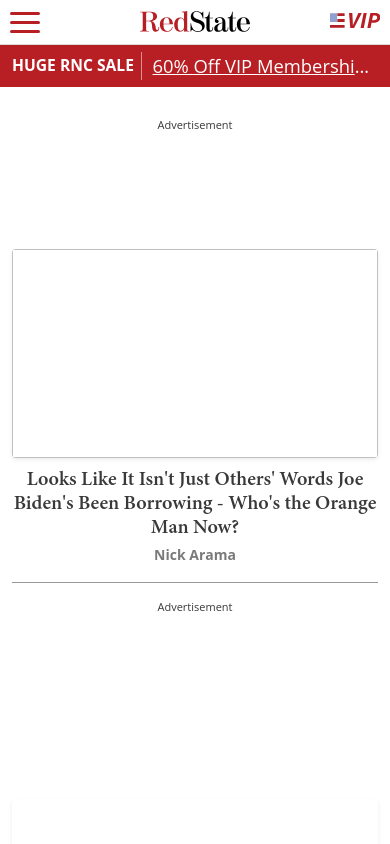 RedState
VIP
HUGE RNC SALE
60% Off VIP Membershi...
Advertisement
Looks Like It Isn't Just Others' Words Joe
Biden's Been Borrowing - Who's the Orange
Man Now?
Nick Arama
Advertisement